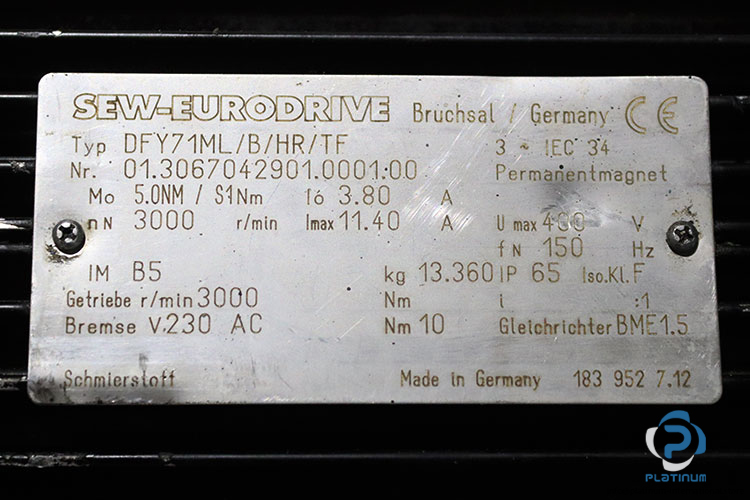 SEW-EURODRIVE Bruchsal / Germany CE
Typ DFY71ML/B/HR/TF 3 ~ IEC 34
Nr. 01.3067042901.0001.00 Permanentmagnet
Mo 5.0NM / S1 Nm Io 3.80 A
nN 3000 r/min Imax 11.40 A U max 400 V
fN 150 Hz
IM B5 kg 13.360 IP 65 Iso.Kl. F
Getriebe r/min 3000 Nm i :1
Bremse V 230 AC Nm 10 Gleichrichter BME1.5
Schmierstoff Made in Germany 183 952 7.12
PLATINUM